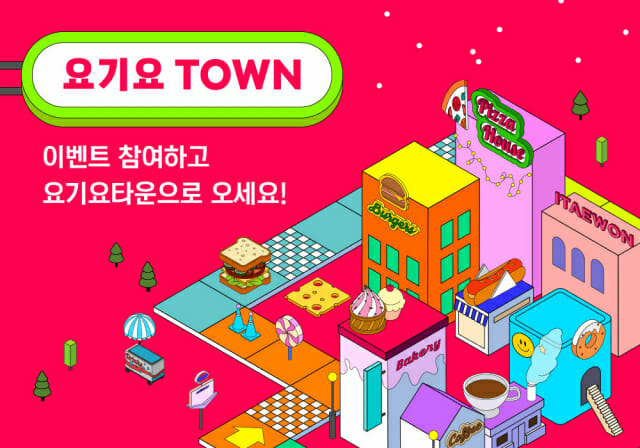 요기요 TOWN
이벤트 참여하고
요기요타운으로 오세요!
Pizza
House
Burgers
ITAEWON
Bakery
Coffee